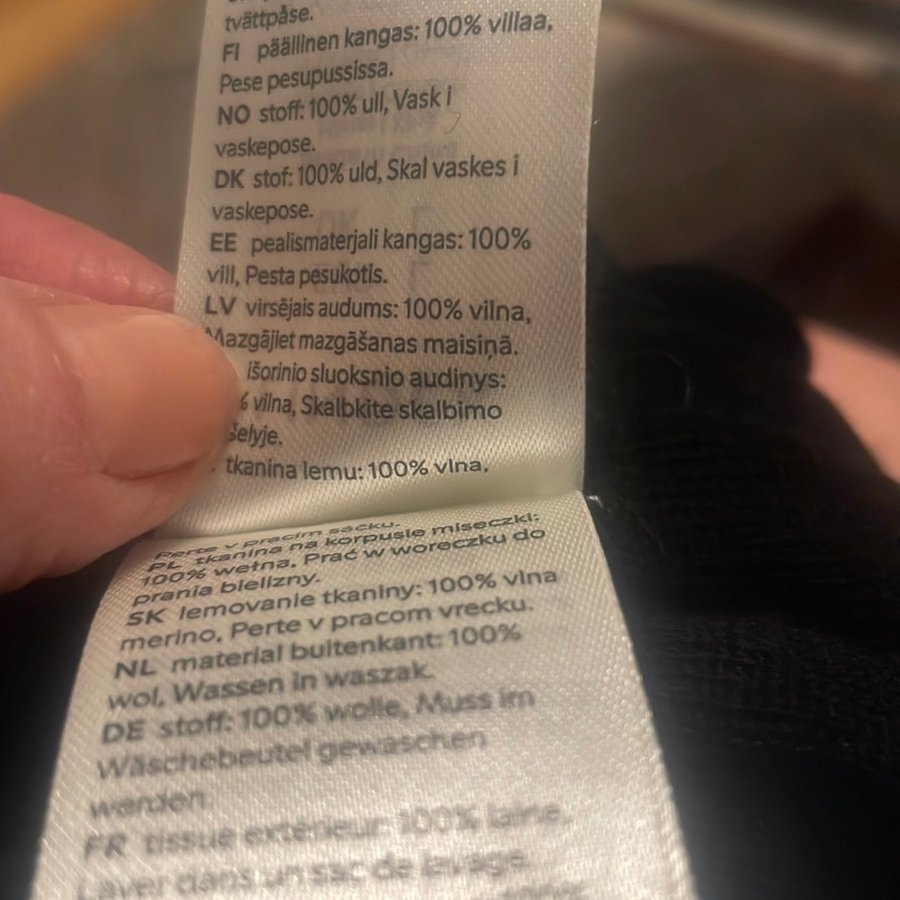 tvättpåse.
FI päällinen kangas: 100% villaa,
Pese pesupussissa.
NO stoff: 100% ull, Vask i
vaskepose.
DK stof: 100% uld, Skal vaskes i
vaskepose.
EE pealismaterjali kangas: 100%
vill, Pesta pesukotis.
LV virsējais audums: 100% vilna,
Mazgājiet mazgāšanas maisiņā.
išorinio sluoksnio audinys:
% vilna, Skalbkite skalbimo
šelyje.
tkanina lemu: 100% vlna.
Perte v pracím sáčku.
PL tkanina na korpusie miseczki:
100% wełna, Prać w woreczku do
prania bielizny.
SK lemovanie tkaniny: 100% vlna
merino, Perte v pracom vrecku.
NL material buitenkant: 100%
wol, Wassen in waszak.
DE stoff: 100% wolle, Muss im
Wäschebeutel gewaschen
werden.
FR tissue extérieur: 100% laine,
Laver dans un sac de lavage.